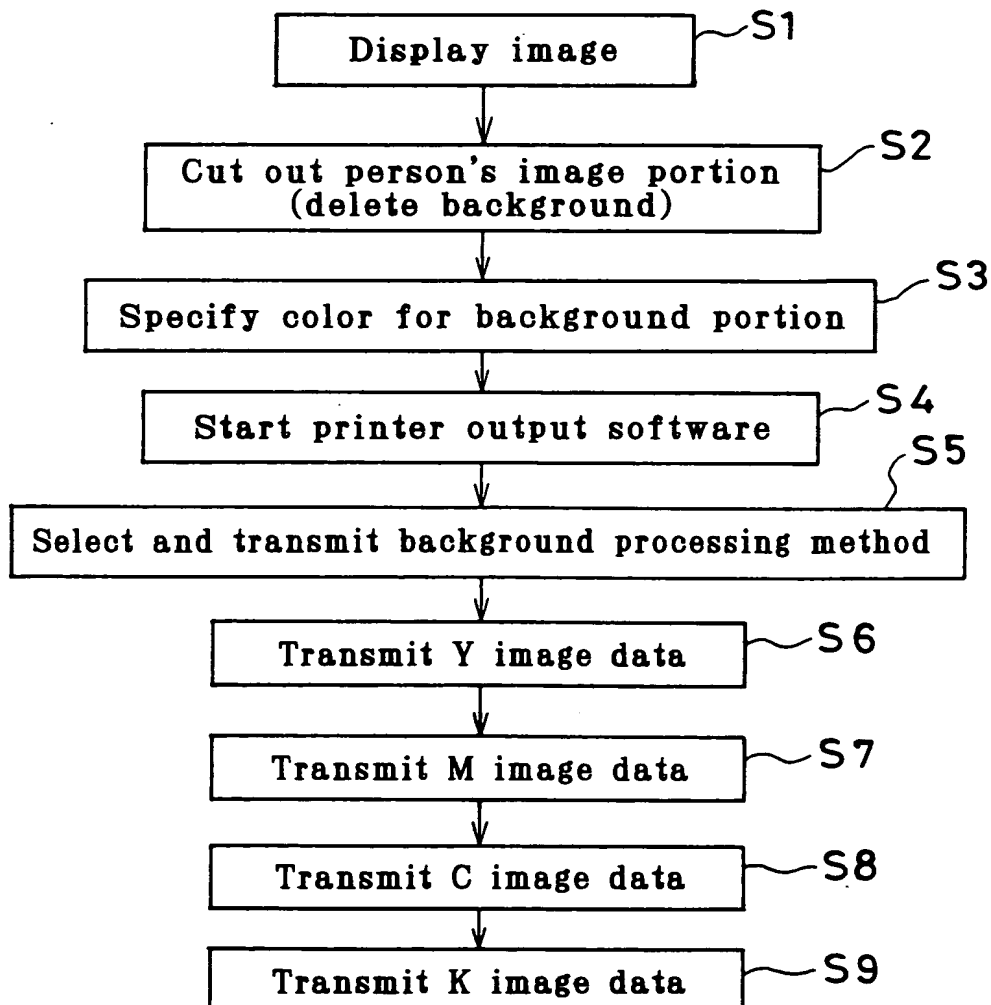 Display image
S1
Cut out person's image portion
(delete background)
S2
Specify color for background portion
S3
Start printer output software
S4
Select and transmit background processing method
S5
Transmit Y image data
S6
Transmit M image data
S7
Transmit C image data
S8
Transmit K image data
S9